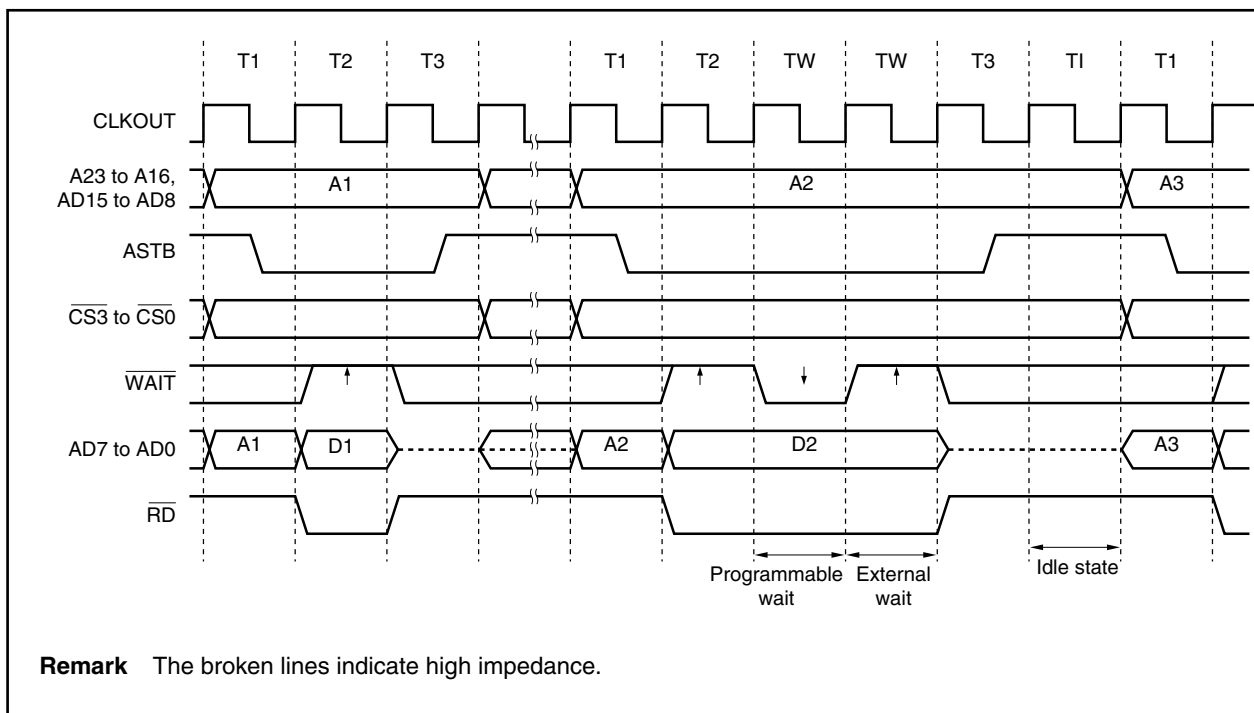 T1 T2 T3 T1 T2 TW TW T3 TI T1
CLKOUT
A23 to A16,
AD15 to AD8
A1 A2 A3
ASTB
CS3 to CS0
WAIT
AD7 to AD0
A1 D1 A2 D2 A3
RD
Programmable
wait
External
wait
Idle state
Remark The broken lines indicate high impedance.